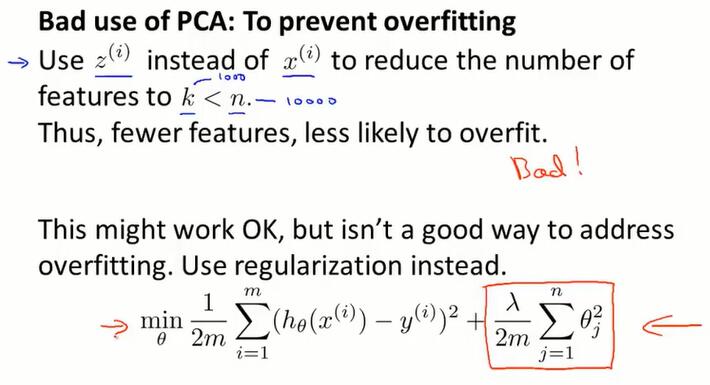 Bad use of PCA: To prevent overfitting
→ Use z^{(i)} instead of x^{(i)} to reduce the number of
1000
features to k < n. — 10000
Thus, fewer features, less likely to overfit.
Bad!
This might work OK, but isn't a good way to address
overfitting. Use regularization instead.
→ \min_{\theta} \frac{1}{2m} \sum_{i=1}^{m} (h_{\theta}(x^{(i)}) - y^{(i)})^2 + \frac{\lambda}{2m} \sum_{j=1}^{n} \theta_j^2 ←